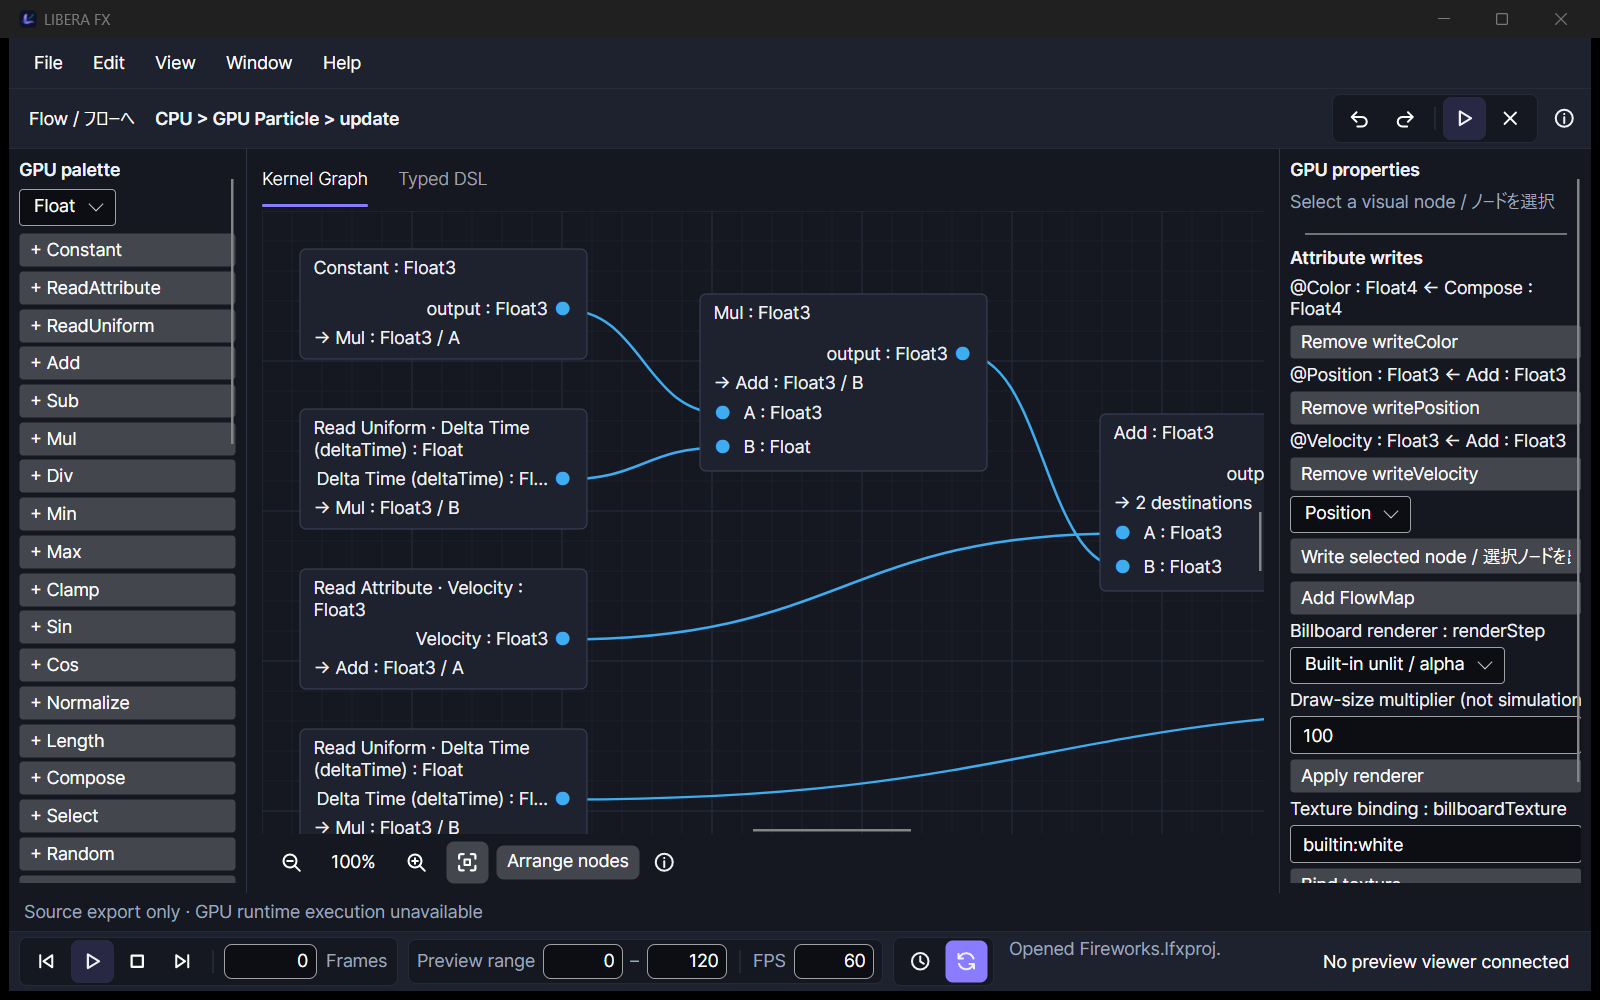 LIBERA FX
File Edit View Window Help
Flow / フローへ CPU > GPU Particle > update
GPU palette
Float
+ Constant
+ ReadAttribute
+ ReadUniform
+ Add
+ Sub
+ Mul
+ Div
+ Min
+ Max
+ Clamp
+ Sin
+ Cos
+ Normalize
+ Length
+ Compose
+ Select
+ Random
Kernel Graph Typed DSL
Constant : Float3
output : Float3
→ Mul : Float3 / A
Read Uniform · Delta Time
(deltaTime) : Float
Delta Time (deltaTime) : Fl...
→ Mul : Float3 / B
Read Attribute · Velocity :
Float3
Velocity : Float3
→ Add : Float3 / A
Read Uniform · Delta Time
(deltaTime) : Float
Delta Time (deltaTime) : Fl...
→ Mul : Float3 / B
Mul : Float3
output : Float3
→ Add : Float3 / B
A : Float3
B : Float
Add : Float3
outp
→ 2 destinations
A : Float3
B : Float3
100% Arrange nodes
GPU properties
Select a visual node / ノードを選択
Attribute writes
@Color : Float4 ← Compose :
Float4
Remove writeColor
@Position : Float3 ← Add : Float3
Remove writePosition
@Velocity : Float3 ← Add : Float3
Remove writeVelocity
Position
Write selected node / 選択ノードを
Add FlowMap
Billboard renderer : renderStep
Built-in unlit / alpha
Draw-size multiplier (not simulation
100
Apply renderer
Texture binding : billboardTexture
builtin:white
Bind texture
Source export only · GPU runtime execution unavailable
0 Frames Preview range 0 – 120 FPS 60 Opened Fireworks.lfxproj. No preview viewer connected